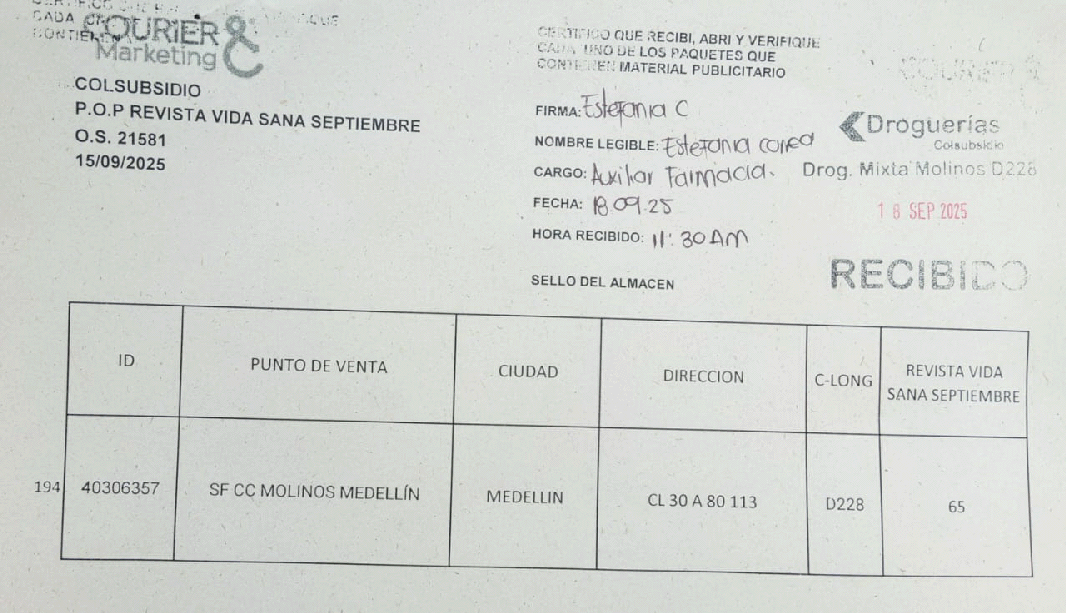 COURIER &
Marketing
COLSUBSIDIO
P.O.P REVISTA VIDA SANA SEPTIEMBRE
O.S. 21581
15/09/2025
CERTIFICO QUE RECIBI, ABRI Y VERIFIQUE
CADA UNO DE LOS PAQUETES QUE
CONTIENEN MATERIAL PUBLICITARIO
FIRMA: Estefania C
NOMBRE LEGIBLE: Estefania correa
CARGO: Auxiliar Farmacia.
FECHA: 18.09.25
HORA RECIBIDO: 11:30 AM
SELLO DEL ALMACEN
Droguerías
Colsubsidio
Drog. Mixta Molinos D228
18 SEP 2025
RECIBIDO
ID PUNTO DE VENTA CIUDAD DIRECCION C-LONG REVISTA VIDA
SANA SEPTIEMBRE
194 40306357 SF CC MOLINOS MEDELLÍN MEDELLIN CL 30 A 80 113 D228 65